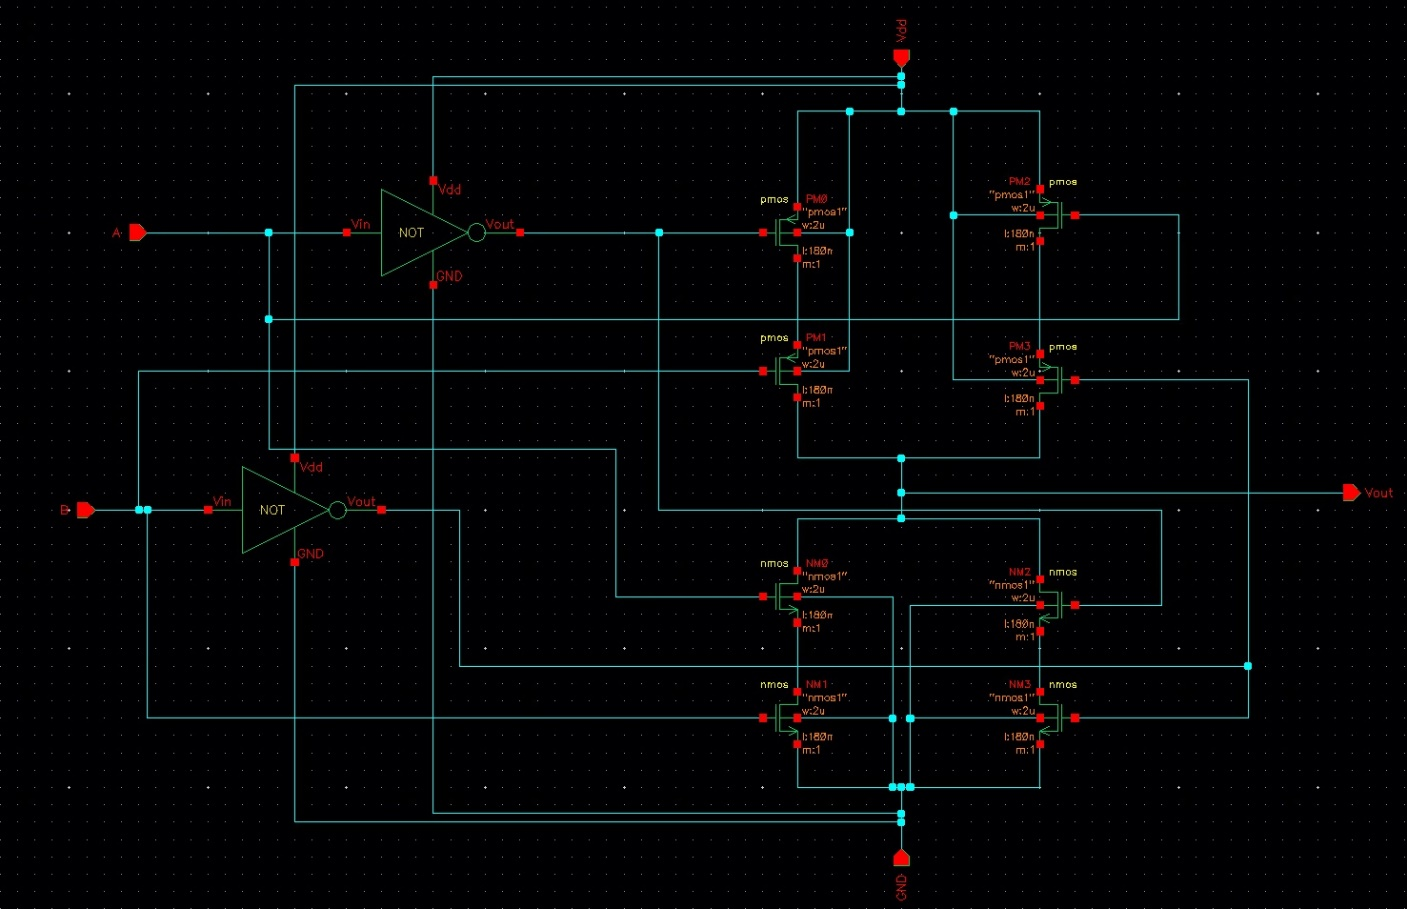 Vdd
Vdd
A
Vin
NOT
Vout
GND
pmos
PM0
"pmos1"
w:2u
l:180n
m:1
PM2
pmos
"pmos1"
w:2u
l:180n
m:1
pmos
PM1
"pmos1"
w:2u
l:180n
m:1
PM3
pmos
"pmos1"
w:2u
l:180n
m:1
Vdd
B
Vin
NOT
Vout
GND
Vout
nmos
NM0
"nmos1"
w:2u
l:180n
m:1
NM2
nmos
"nmos1"
w:2u
l:180n
m:1
nmos
NM1
"nmos1"
w:2u
l:180n
m:1
NM3
nmos
"nmos1"
w:2u
l:180n
m:1
GND